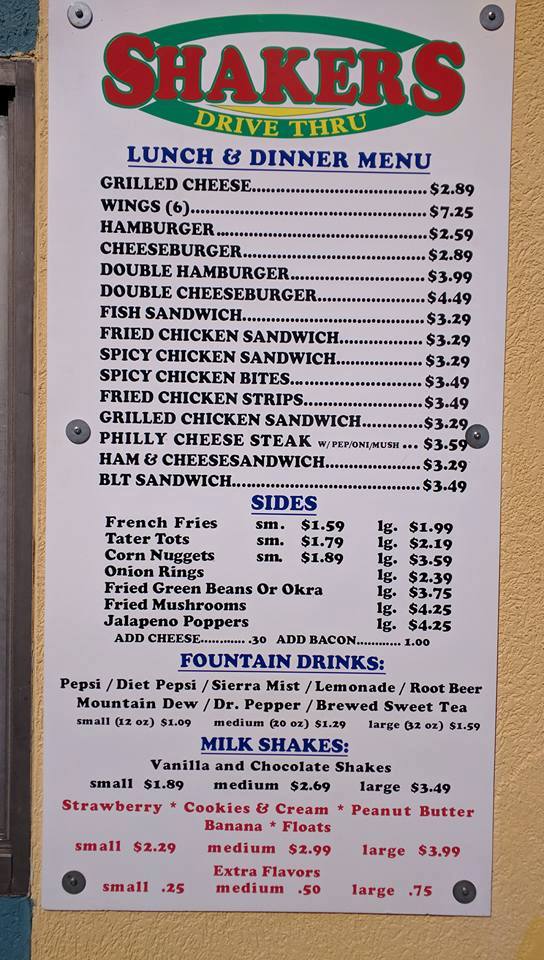 SHAKERS
DRIVE THRU
LUNCH & DINNER MENU
GRILLED CHEESE..............................$2.89
WINGS (6)..............................$7.25
HAMBURGER..............................$2.59
CHEESEBURGER..............................$2.89
DOUBLE HAMBURGER..............................$3.99
DOUBLE CHEESEBURGER........................$4.49
FISH SANDWICH..............................$3.29
FRIED CHICKEN SANDWICH..................$3.29
SPICY CHICKEN SANDWICH..................$3.29
SPICY CHICKEN BITES..........................$3.49
FRIED CHICKEN STRIPS........................$3.49
GRILLED CHICKEN SANDWICH............$3.29
PHILLY CHEESE STEAK W/ PEP/ONI/MUSH ... $3.59
HAM & CHEESESANDWICH....................$3.29
BLT SANDWICH..............................$3.49
SIDES
French Fries sm. $1.59 lg. $1.99
Tater Tots sm. $1.79 lg. $2.19
Corn Nuggets sm. $1.89 lg. $3.59
Onion Rings lg. $2.39
Fried Green Beans Or Okra lg. $3.75
Fried Mushrooms lg. $4.25
Jalapeno Poppers lg. $4.25
ADD CHEESE............ .30 ADD BACON............ 1.00
FOUNTAIN DRINKS:
Pepsi / Diet Pepsi / Sierra Mist / Lemonade / Root Beer
Mountain Dew / Dr. Pepper / Brewed Sweet Tea
small (12 oz) $1.09 medium (20 oz) $1.29 large (32 oz) $1.59
MILK SHAKES:
Vanilla and Chocolate Shakes
small $1.89 medium $2.69 large $3.49
Strawberry * Cookies & Cream * Peanut Butter
Banana * Floats
small $2.29 medium $2.99 large $3.99
Extra Flavors
small .25 medium .50 large .75